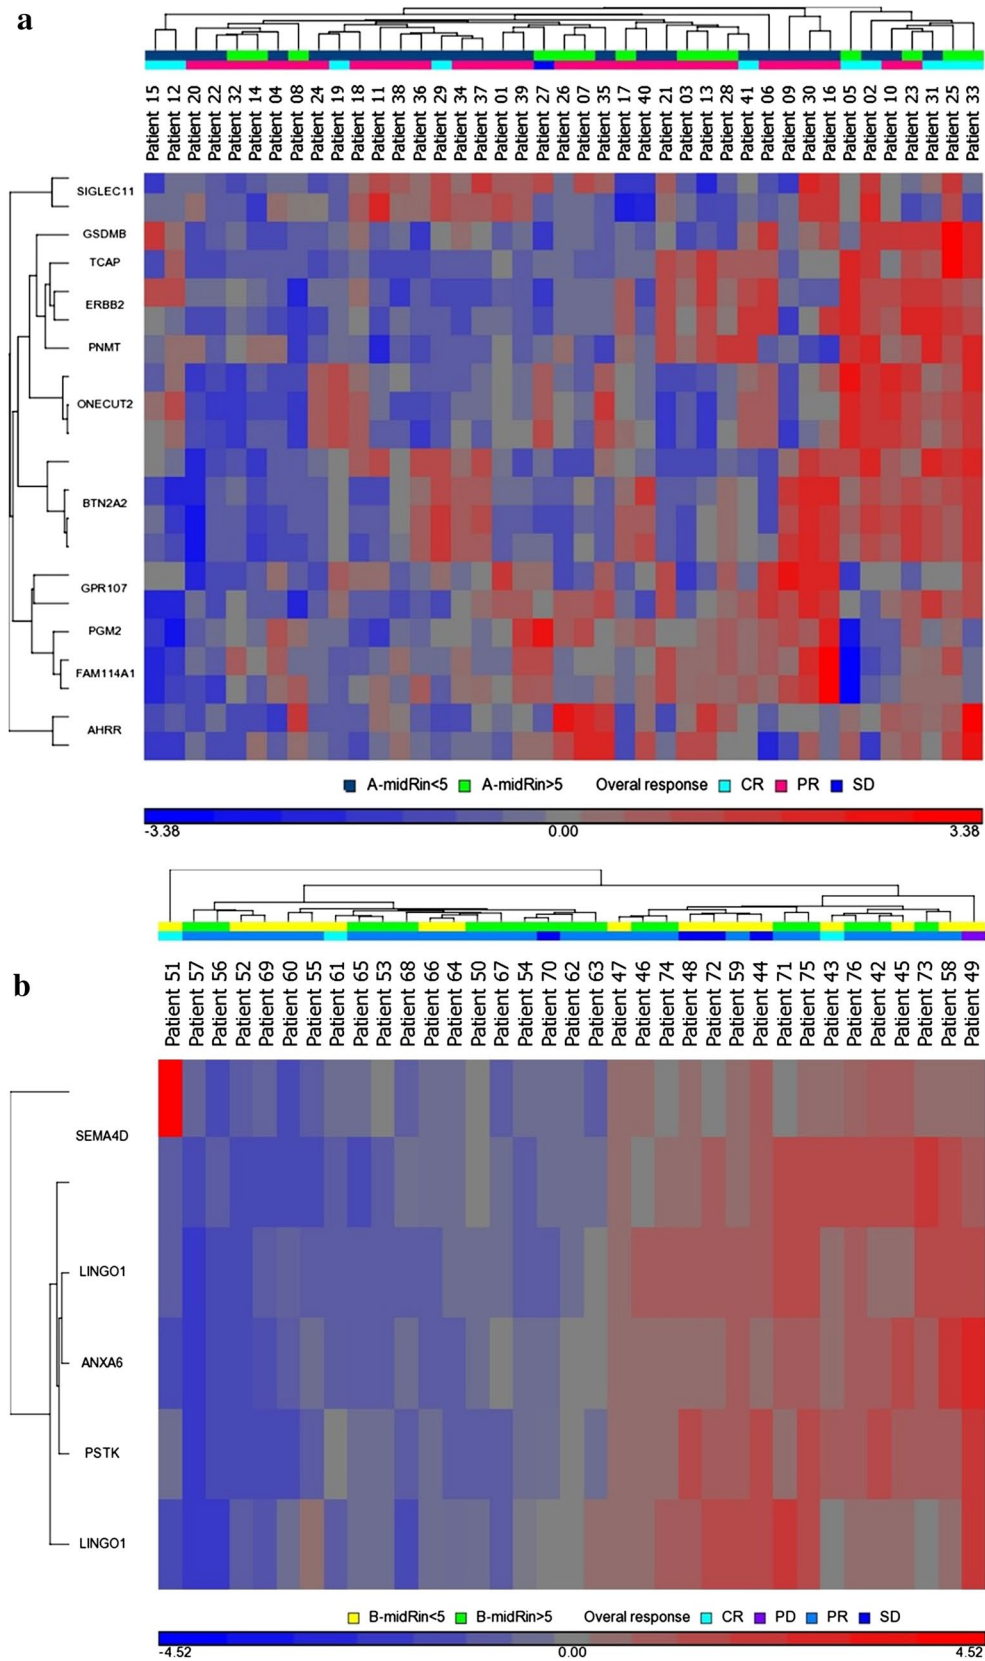 a
Patient 15
Patient 12
Patient 20
Patient 22
Patient 32
Patient 14
Patient 04
Patient 08
Patient 24
Patient 19
Patient 11
Patient 38
Patient 36
Patient 29
Patient 34
Patient 37
Patient 01
Patient 39
Patient 27
Patient 26
Patient 07
Patient 35
Patient 17
Patient 40
Patient 21
Patient 03
Patient 13
Patient 28
Patient 41
Patient 06
Patient 09
Patient 30
Patient 16
Patient 05
Patient 02
Patient 10
Patient 23
Patient 31
Patient 25
Patient 33
SIGLEC11
GSDMB
TCAP
ERBB2
PNMT
ONECUT2
BTN2A2
GPR107
PGM2
FAM114A1
AHRR
A-midRin<5 A-midRin>5 Overal response CR PR SD
-3.38 0.00 3.38
b
Patient 51
Patient 57
Patient 56
Patient 52
Patient 69
Patient 60
Patient 55
Patient 61
Patient 65
Patient 53
Patient 68
Patient 66
Patient 64
Patient 50
Patient 67
Patient 54
Patient 70
Patient 62
Patient 63
Patient 47
Patient 46
Patient 74
Patient 48
Patient 72
Patient 59
Patient 44
Patient 71
Patient 75
Patient 43
Patient 76
Patient 42
Patient 45
Patient 73
Patient 58
Patient 49
SEMA4D
LINGO1
ANXA6
PSTK
LINGO1
B-midRin<5 B-midRin>5 Overal response CR PD PR SD
-4.52 0.00 4.52